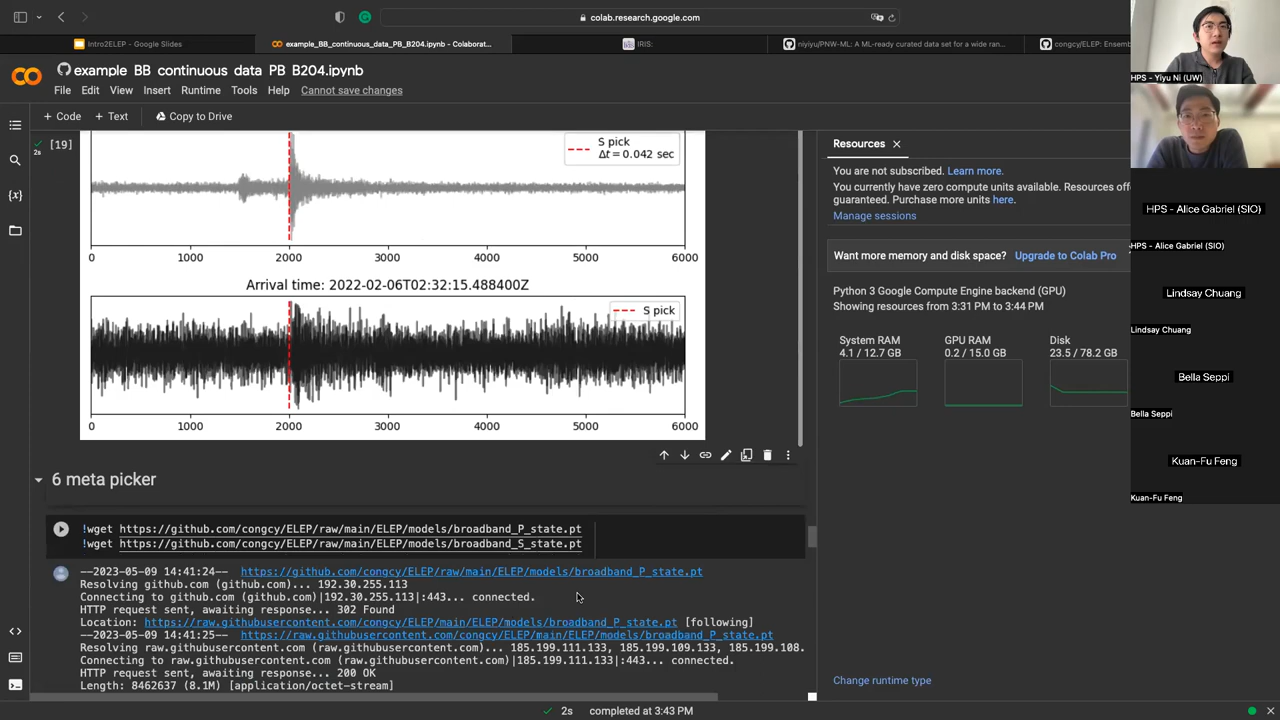 colab.research.google.com
Intro2ELEP - Google Slides
example_BB_continuous_data_PB_B204.ipynb - Colaborat...
IRIS:
niyiyu/PNW-ML: A ML-ready curated data set for a wide ran...
congcy/ELEP: Ensemb
example BB continuous data PB B204.ipynb
File Edit View Insert Runtime Tools Help Cannot save changes
+ Code + Text Copy to Drive
[19]
2s
S pick
Δt = 0.042 sec
0 1000 2000 3000 4000 5000 6000
Arrival time: 2022-02-06T02:32:15.488400Z
S pick
0 1000 2000 3000 4000 5000 6000
6 meta picker
!wget https://github.com/congcy/ELEP/raw/main/ELEP/models/broadband_P_state.pt
!wget https://github.com/congcy/ELEP/raw/main/ELEP/models/broadband_S_state.pt
--2023-05-09 14:41:24-- https://github.com/congcy/ELEP/raw/main/ELEP/models/broadband_P_state.pt
Resolving github.com (github.com)... 192.30.255.113
Connecting to github.com (github.com)|192.30.255.113|:443... connected.
HTTP request sent, awaiting response... 302 Found
Location: https://raw.githubusercontent.com/congcy/ELEP/main/ELEP/models/broadband_P_state.pt [following]
--2023-05-09 14:41:25-- https://raw.githubusercontent.com/congcy/ELEP/main/ELEP/models/broadband_P_state.pt
Resolving raw.githubusercontent.com (raw.githubusercontent.com)... 185.199.111.133, 185.199.109.133, 185.199.108.
Connecting to raw.githubusercontent.com (raw.githubusercontent.com)|185.199.111.133|:443... connected.
HTTP request sent, awaiting response... 200 OK
Length: 8462637 (8.1M) [application/octet-stream]
Resources
You are not subscribed. Learn more.
You currently have zero compute units available. Resources off
guaranteed. Purchase more units here.
Manage sessions
Want more memory and disk space? Upgrade to Colab Pro
Python 3 Google Compute Engine backend (GPU)
Showing resources from 3:31 PM to 3:44 PM
System RAM
4.1 / 12.7 GB
GPU RAM
0.2 / 15.0 GB
Disk
23.5 / 78.2 GB
Change runtime type
2s completed at 3:43 PM
HPS - Yiyu Ni (UW)
HPS - Alice Gabriel (SIO)
HPS - Alice Gabriel (SIO)
Lindsay Chuang
Lindsay Chuang
Bella Seppi
Bella Seppi
Kuan-Fu Feng
Kuan-Fu Feng